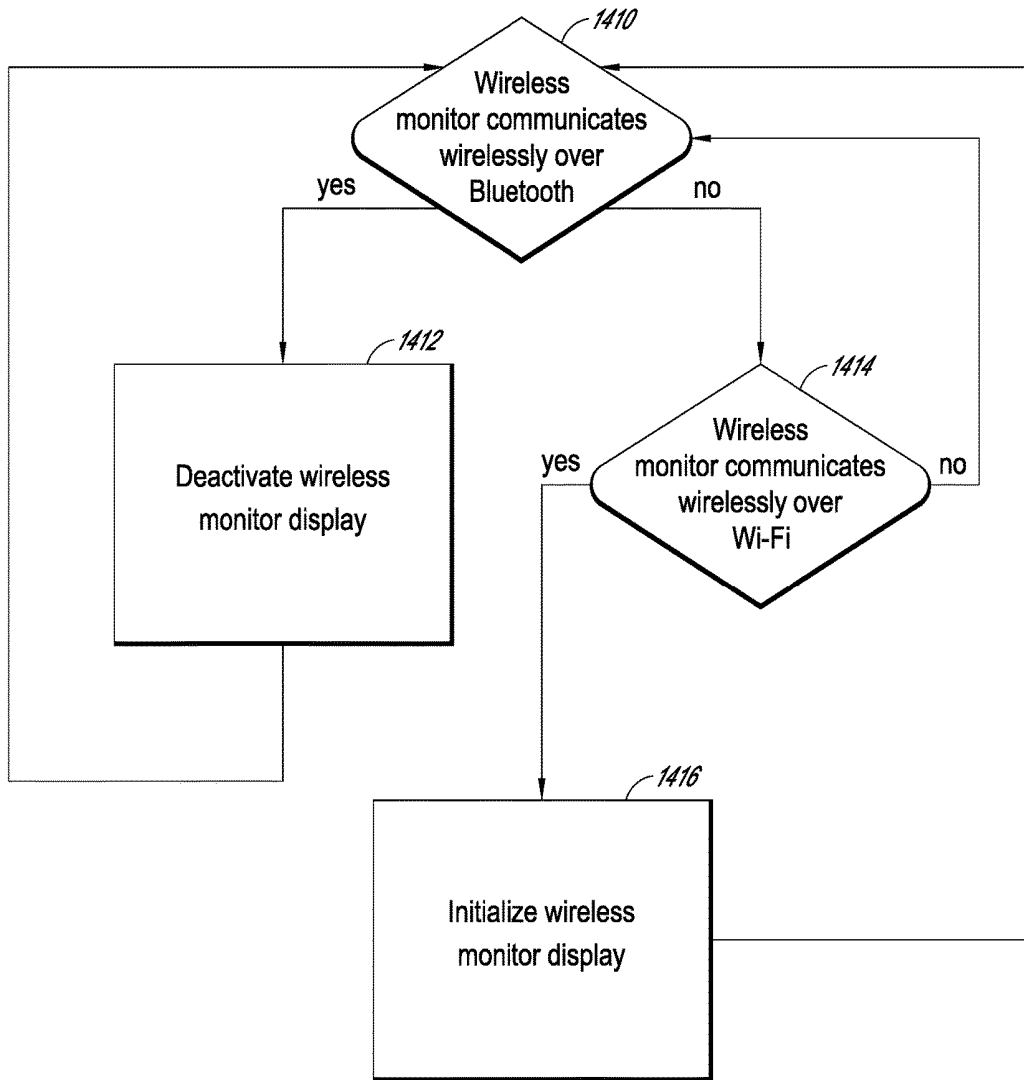 1410
Wireless
monitor communicates
wirelessly over
Bluetooth
yes
no
1412
Deactivate wireless
monitor display
1414
Wireless
monitor communicates
wirelessly over
Wi-Fi
yes
no
1416
Initialize wireless
monitor display